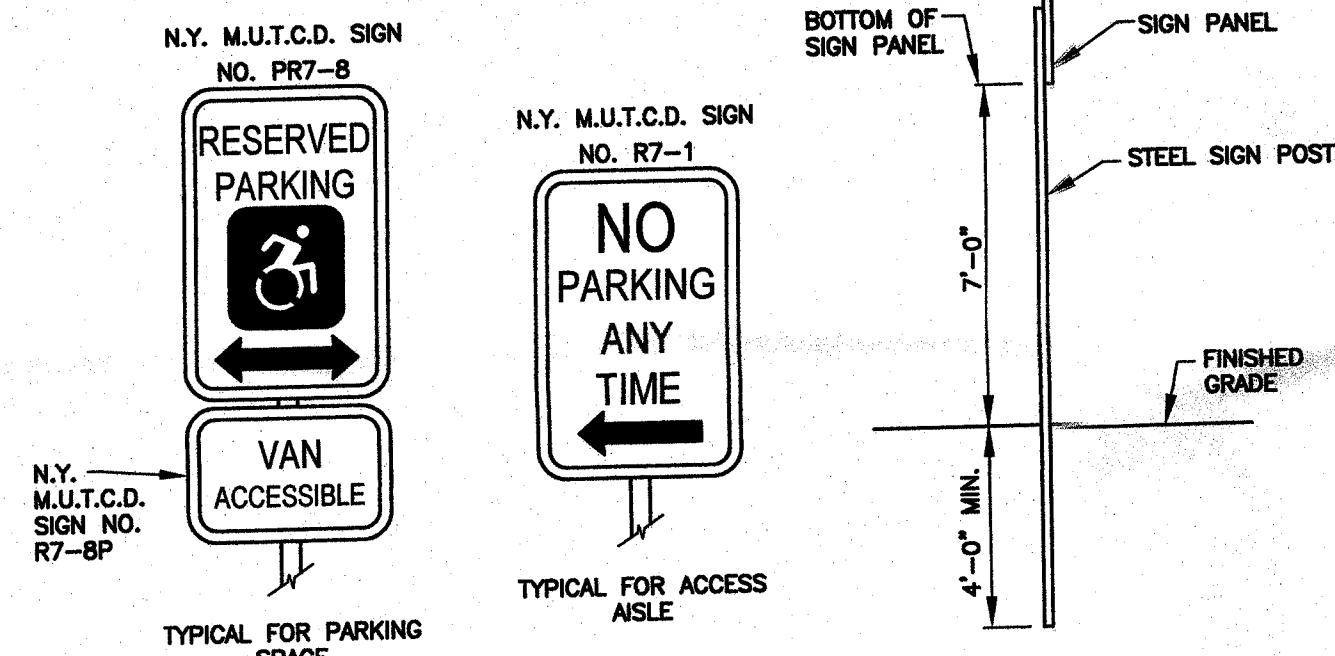 N.Y. M.U.T.C.D. SIGN
NO. PR7-8
RESERVED
PARKING
VAN
ACCESSIBLE
N.Y.
M.U.T.C.D.
SIGN NO.
R7-8P
TYPICAL FOR PARKING
SPACE
N.Y. M.U.T.C.D. SIGN
NO. R7-1
NO
PARKING
ANY
TIME
TYPICAL FOR ACCESS
AISLE
BOTTOM OF
SIGN PANEL
SIGN PANEL
STEEL SIGN POST
7'-0"
FINISHED
GRADE
4'-0" MIN.